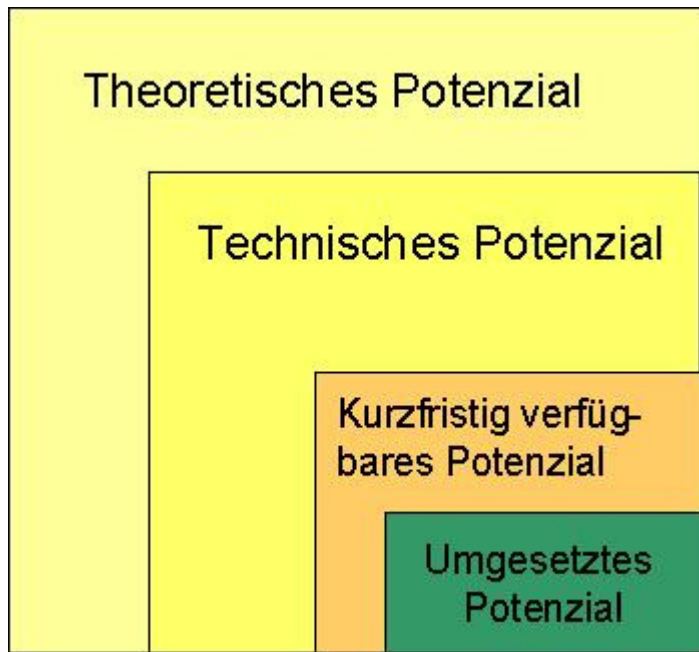 Theoretisches Potenzial
Technisches Potenzial
Kurzfristig verfüg-
bares Potenzial
Umgesetztes
Potenzial